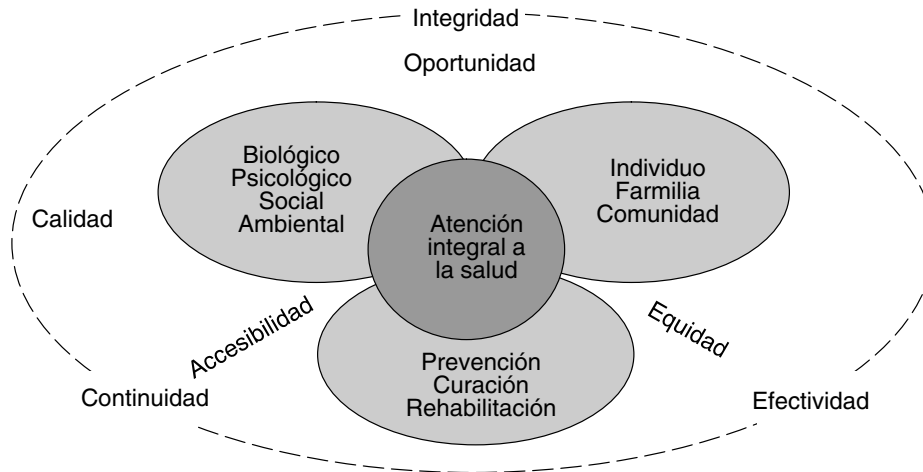 Integridad
Oportunidad
Biológico
Psicológico
Social
Ambiental
Individuo
Farmilia
Comunidad
Calidad
Atención
integral a
la salud
Accesibilidad
Equidad
Prevención
Curación
Rehabilitación
Continuidad
Efectividad